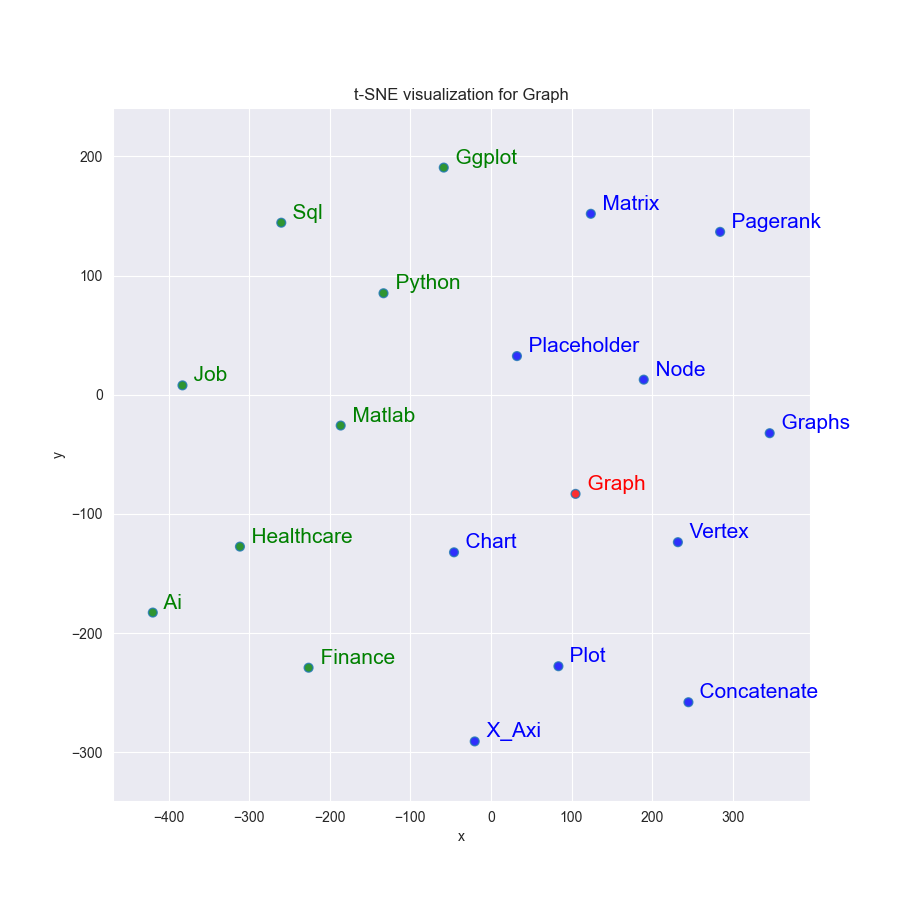 t-SNE visualization for Graph
Ggplot
Sql
Matrix
Pagerank
Python
Placeholder
Node
Job
Matlab
Graphs
Graph
Healthcare
Chart
Vertex
Ai
Finance
Plot
Concatenate
X_Axi
200
100
0
−100
−200
−300
y
−400 −300 −200 −100 0 100 200 300
x